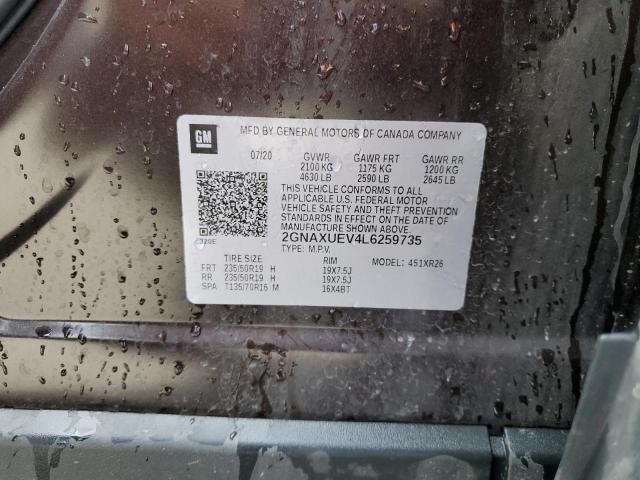 GM
MFD BY GENERAL MOTORS OF CANADA COMPANY
07/20 GVWR GAWR FRT GAWR RR
2100 KG 1175 KG 1200 KG
4630 LB 2590 LB 2645 LB
THIS VEHICLE CONFORMS TO ALL
APPLICABLE U.S. FEDERAL MOTOR
VEHICLE SAFETY AND THEFT PREVENTION
STANDARDS IN EFFECT ON THE DATE OF
MANUFACTURE SHOWN ABOVE.
2GNAXUEV4L6259735
TYPE: M.P.V. MODEL: 451XR26
TIRE SIZE RIM
FRT 235/50R19 H 19X7.5J
RR 235/50R19 H 19X7.5J
SPA T135/70R16 M 16X4BT